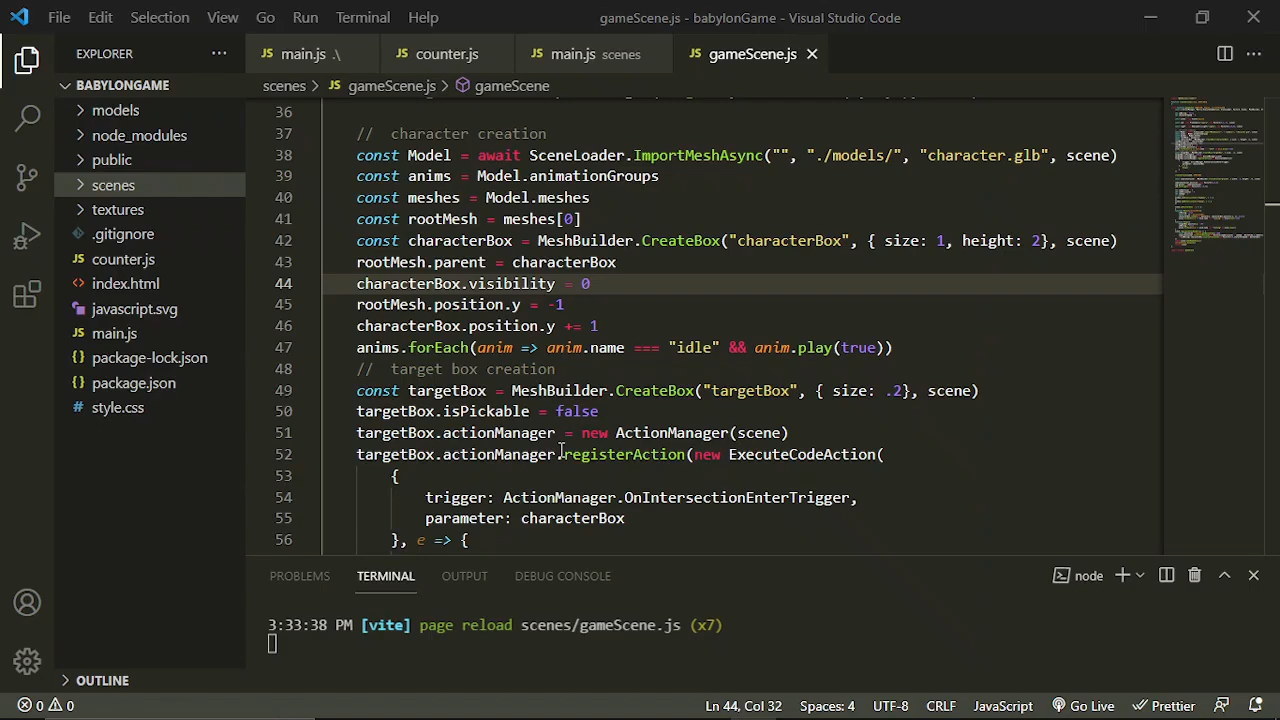 File Edit Selection View Go Run Terminal Help gameScene.js - babylonGame - Visual Studio Code
EXPLORER ···
BABYLONGAME
models
node_modules
public
scenes
textures
.gitignore
counter.js
index.html
javascript.svg
main.js
package-lock.json
package.json
style.css
OUTLINE
JS main.js .\ JS counter.js JS main.js scenes JS gameScene.js
scenes > JS gameScene.js > gameScene
36
37 // character creation
38 const Model = await SceneLoader.ImportMeshAsync("", "./models/", "character.glb", scene)
39 const anims = Model.animationGroups
40 const meshes = Model.meshes
41 const rootMesh = meshes[0]
42 const characterBox = MeshBuilder.CreateBox("characterBox", { size: 1, height: 2}, scene)
43 rootMesh.parent = characterBox
44 characterBox.visibility = 0
45 rootMesh.position.y = -1
46 characterBox.position.y += 1
47 anims.forEach(anim => anim.name === "idle" && anim.play(true))
48 // target box creation
49 const targetBox = MeshBuilder.CreateBox("targetBox", { size: .2}, scene)
50 targetBox.isPickable = false
51 targetBox.actionManager = new ActionManager(scene)
52 targetBox.actionManager.registerAction(new ExecuteCodeAction(
53 {
54 trigger: ActionManager.OnIntersectionEnterTrigger,
55 parameter: characterBox
56 }, e => {
PROBLEMS TERMINAL OUTPUT DEBUG CONSOLE node
3:33:38 PM [vite] page reload scenes/gameScene.js (x7)
0 0 Ln 44, Col 32 Spaces: 4 UTF-8 CRLF JavaScript Go Live Prettier